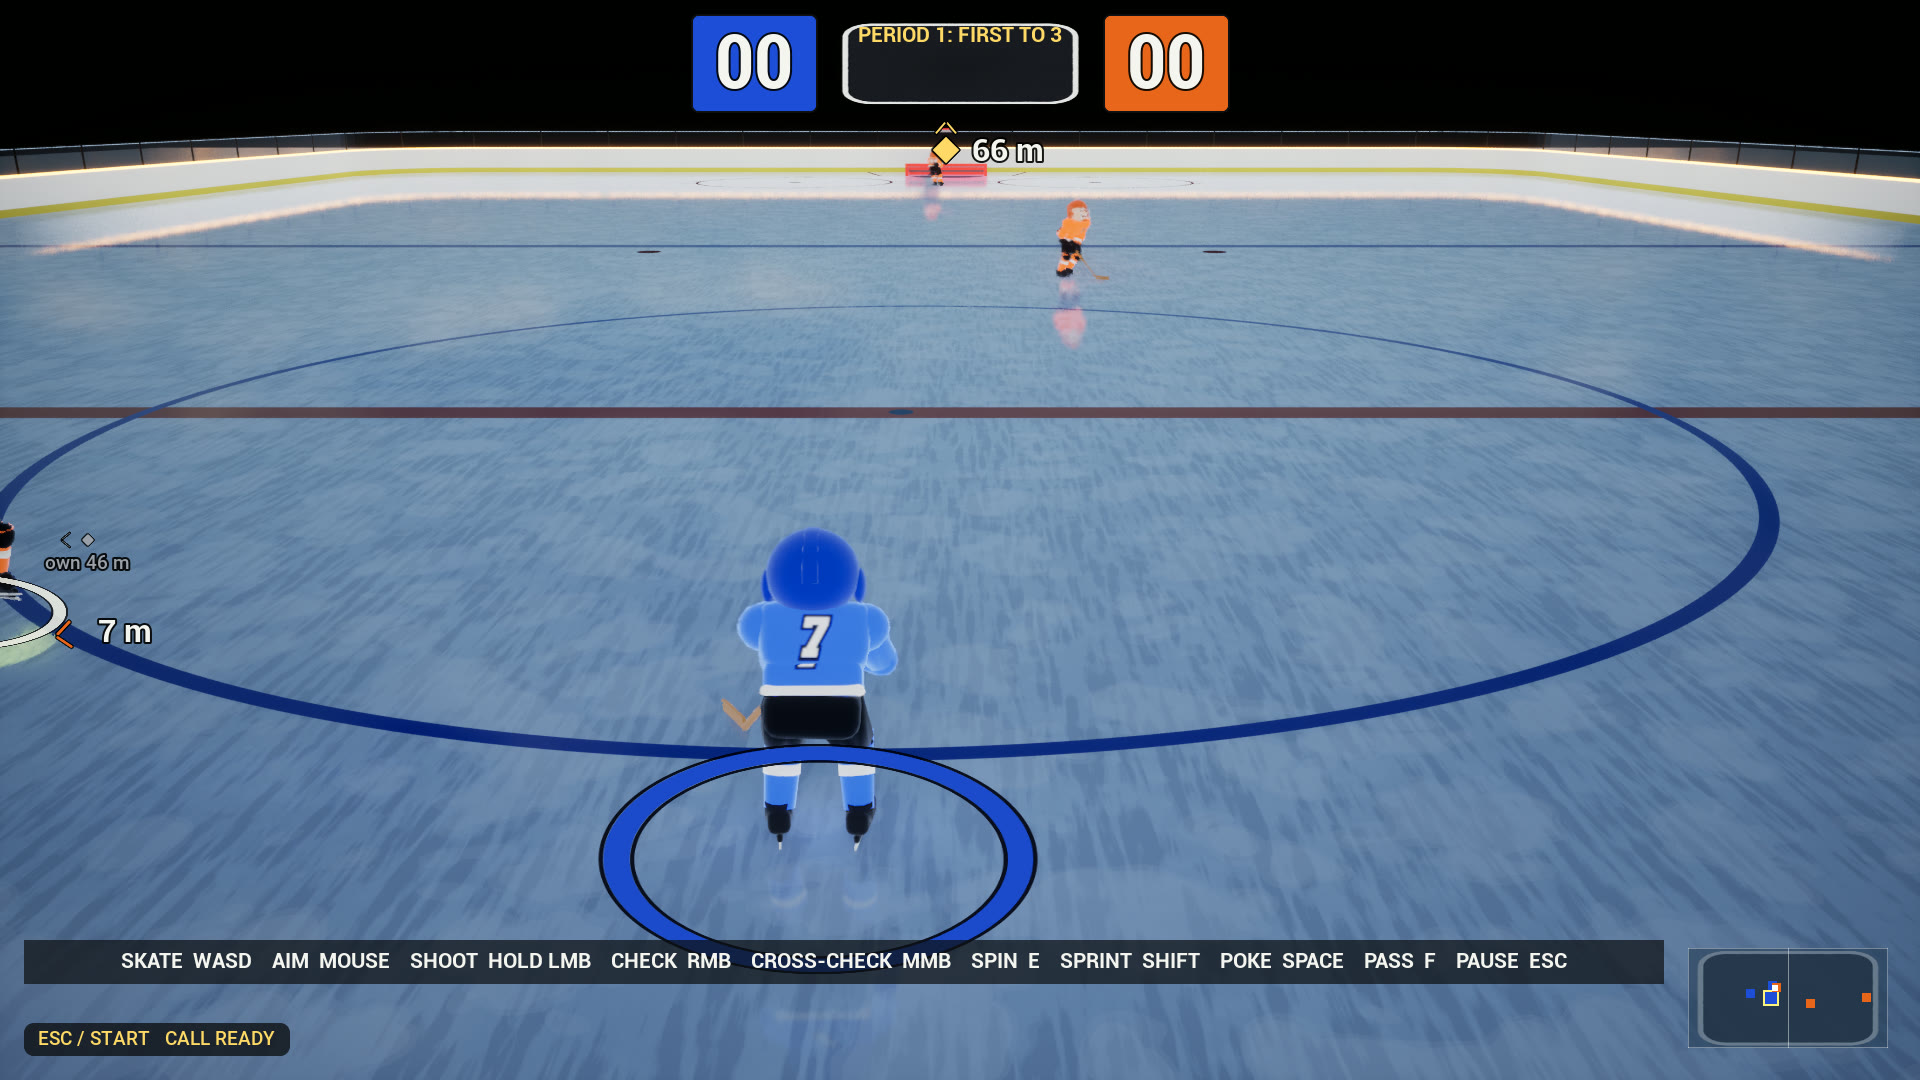 00
PERIOD 1: FIRST TO 3
00
66 m
own 46 m
7 m
7
SKATE WASD AIM MOUSE SHOOT HOLD LMB CHECK RMB CROSS-CHECK MMB SPIN E SPRINT SHIFT POKE SPACE PASS F PAUSE ESC
ESC / START CALL READY